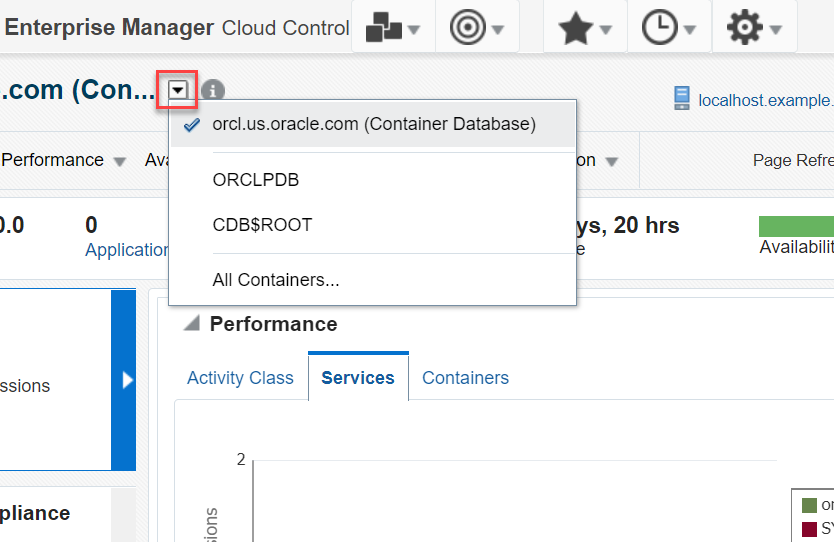 Enterprise Manager Cloud Control
.com (Con...
localhost.example.
orcl.us.oracle.com (Container Database)
Performance
Page Refre
ORCLPDB
CDB$ROOT
0.0
0
ys, 20 hrs
Application
Availabilit
All Containers...
Performance
Activity Class
Services
Containers
ssions
2
pliance
sions
or
SY